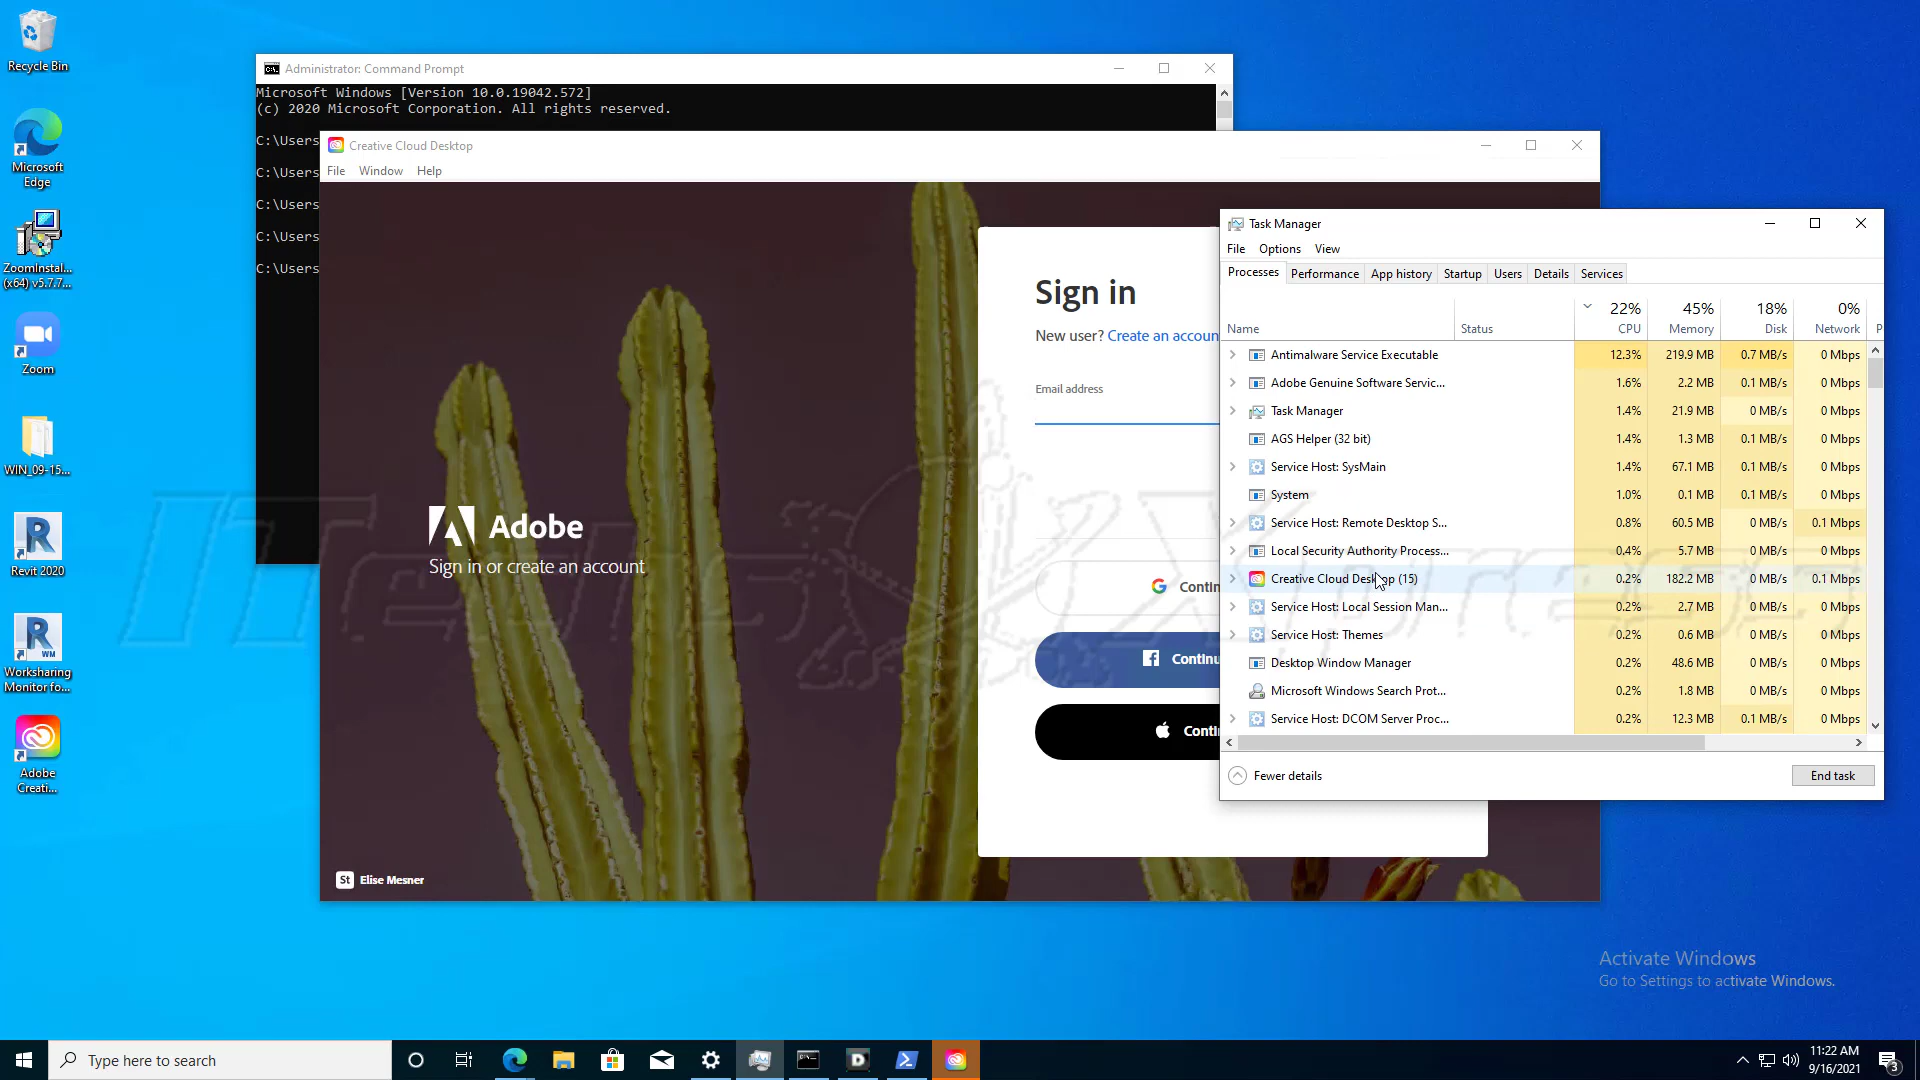 Recycle Bin
Microsoft
Edge
ZoomInstal...
(x64) v5.7.7...
Zoom
WIN_09-15...
Revit 2020
Worksharing
Monitor fo...
Adobe
Creati...
Administrator: Command Prompt
Microsoft Windows [Version 10.0.19042.572]
(c) 2020 Microsoft Corporation. All rights reserved.
C:\Users
C:\Users
C:\Users
C:\Users
C:\Users
Creative Cloud Desktop
File Window Help
Adobe
Sign in or create an account
St Elise Mesner
Sign in
New user? Create an accoun
Email address
Contin
Continu
Contin
Task Manager
File Options View
Processes Performance App history Startup Users Details Services
22% 45% 18% 0%
Name Status CPU Memory Disk Network P
Antimalware Service Executable 12.3% 219.9 MB 0.7 MB/s 0 Mbps
Adobe Genuine Software Servic... 1.6% 2.2 MB 0.1 MB/s 0 Mbps
Task Manager 1.4% 21.9 MB 0 MB/s 0 Mbps
AGS Helper (32 bit) 1.4% 1.3 MB 0.1 MB/s 0 Mbps
Service Host: SysMain 1.4% 67.1 MB 0.1 MB/s 0 Mbps
System 1.0% 0.1 MB 0.1 MB/s 0 Mbps
Service Host: Remote Desktop S... 0.8% 60.5 MB 0 MB/s 0.1 Mbps
Local Security Authority Process... 0.4% 5.7 MB 0 MB/s 0 Mbps
Creative Cloud Desktop (15) 0.2% 182.2 MB 0 MB/s 0.1 Mbps
Service Host: Local Session Man... 0.2% 2.7 MB 0 MB/s 0 Mbps
Service Host: Themes 0.2% 0.6 MB 0 MB/s 0 Mbps
Desktop Window Manager 0.2% 48.6 MB 0 MB/s 0 Mbps
Microsoft Windows Search Prot... 0.2% 1.8 MB 0 MB/s 0 Mbps
Service Host: DCOM Server Proc... 0.2% 12.3 MB 0.1 MB/s 0 Mbps
Fewer details
End task
Activate Windows
Go to Settings to activate Windows.
Type here to search
11:22 AM
9/16/2021
3